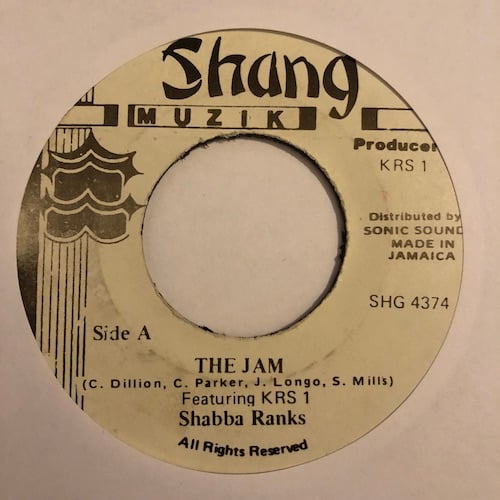 Shang
MUZIK
Producer
KRS 1
Distributed by
SONIC SOUND
MADE IN
JAMAICA
SHG 4374
Side A
THE JAM
(C. Dillion, C. Parker, J. Longo, S. Mills)
Featuring KRS 1
Shabba Ranks
All Rights Reserved